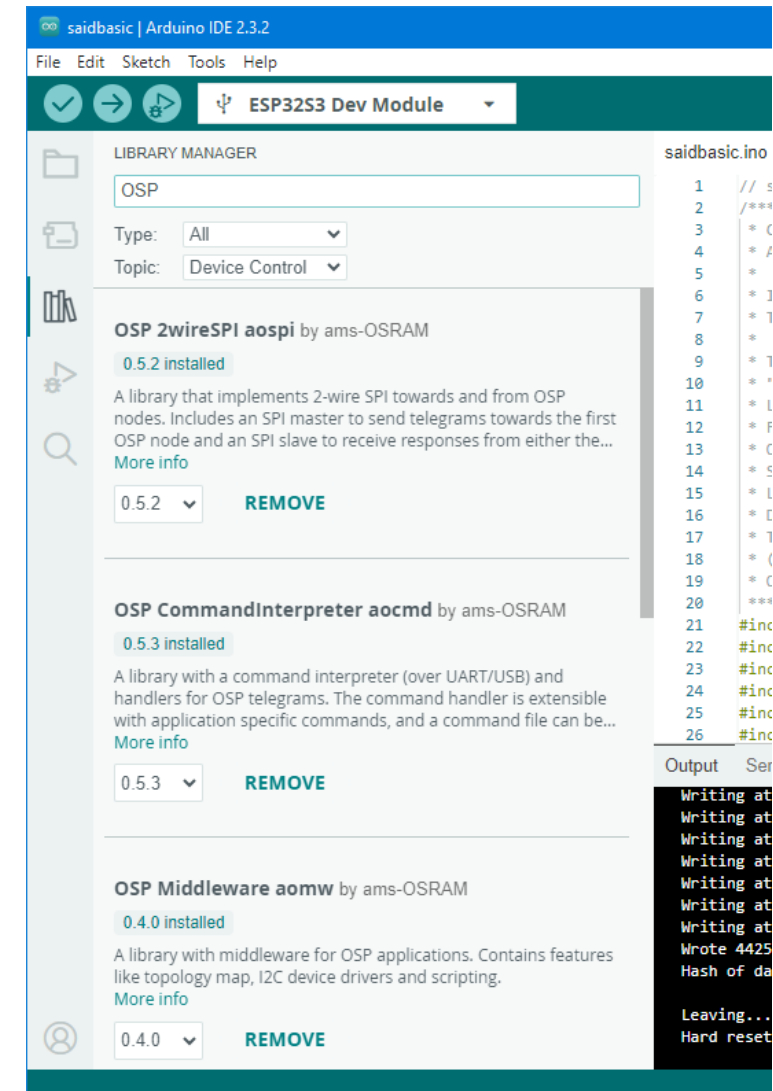 saidbasic | Arduino IDE 2.3.2
File Edit Sketch Tools Help
ESP32S3 Dev Module
LIBRARY MANAGER
OSP
Type: All
Topic: Device Control
OSP 2wireSPI aospi by ams-OSRAM
0.5.2 installed
A library that implements 2-wire SPI towards and from OSP
nodes. Includes an SPI master to send telegrams towards the first
OSP node and an SPI slave to receive responses from either the...
More info
0.5.2 REMOVE
OSP CommandInterpreter aocmd by ams-OSRAM
0.5.3 installed
A library with a command interpreter (over UART/USB) and
handlers for OSP telegrams. The command handler is extensible
with application specific commands, and a command file can be...
More info
0.5.3 REMOVE
OSP Middleware aomw by ams-OSRAM
0.4.0 installed
A library with middleware for OSP applications. Contains features
like topology map, I2C device drivers and scripting.
More info
0.4.0 REMOVE
saidbasic.ino
1 // s
2 /***
3 *
4 * A
5 *
6 * I
7 * T
8 *
9 * T
10 * "
11 * L
12 * F
13 *
14 * S
15 * L
16 * D
17 * T
18 * (
19 *
20 ***
21 #inc
22 #inc
23 #inc
24 #inc
25 #inc
26 #inc
Output Ser
Writing at
Writing at
Writing at
Writing at
Writing at
Writing at
Writing at
Wrote 4425
Hash of da
Leaving...
Hard reset